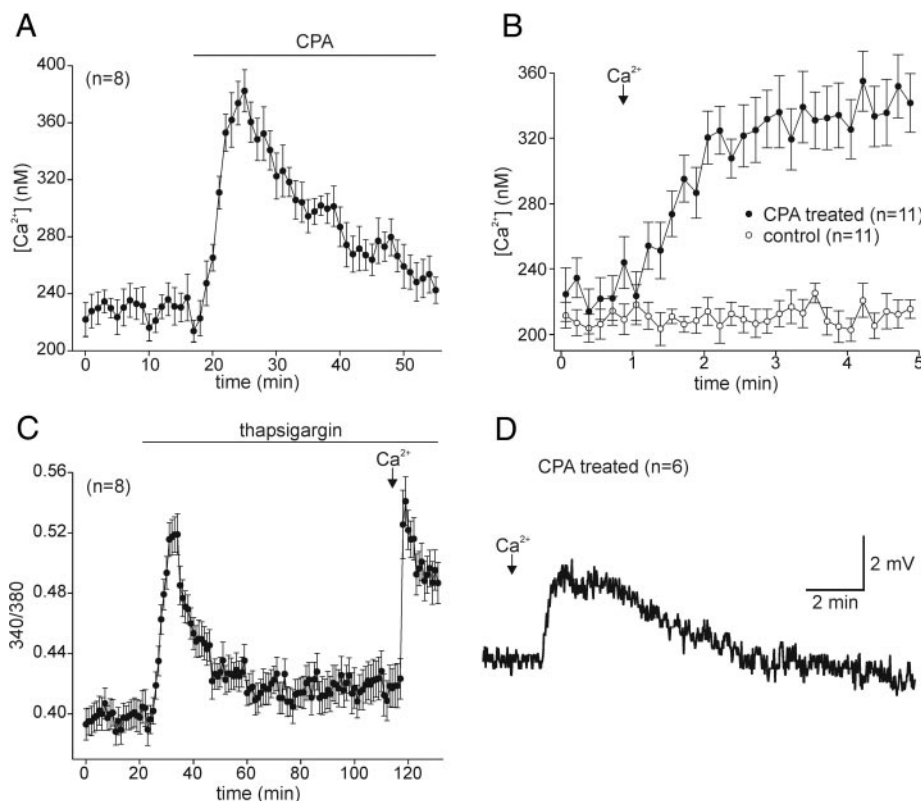 A
CPA
(n=8)
400
360
320
280
240
200
[Ca²⁺] (nM)
0 10 20 30 40 50
time (min)
B
Ca²⁺
360
320
280
240
200
[Ca²⁺] (nM)
CPA treated (n=11)
control (n=11)
0 1 2 3 4 5
time (min)
C
thapsigargin
Ca²⁺
(n=8)
0.56
0.52
0.48
0.44
0.40
340/380
0 20 40 60 80 100 120
time (min)
D
CPA treated (n=6)
Ca²⁺
2 mV
2 min